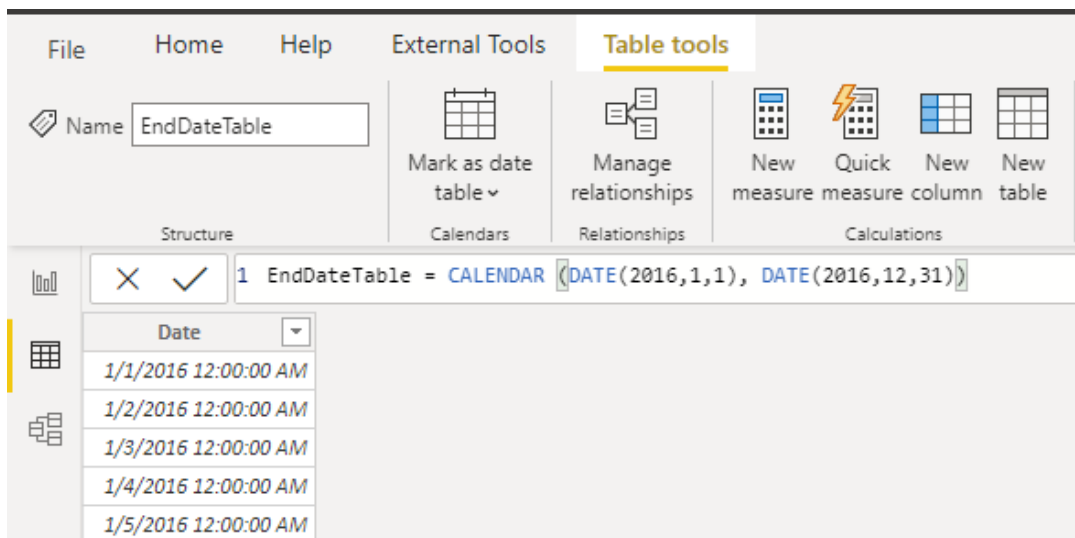 File Home Help External Tools Table tools
Name EndDateTable
Mark as date table
Manage relationships
New measure
Quick measure
New column
New table
Structure Calendars Relationships Calculations
1 EndDateTable = CALENDAR (DATE(2016,1,1), DATE(2016,12,31))
Date
1/1/2016 12:00:00 AM
1/2/2016 12:00:00 AM
1/3/2016 12:00:00 AM
1/4/2016 12:00:00 AM
1/5/2016 12:00:00 AM